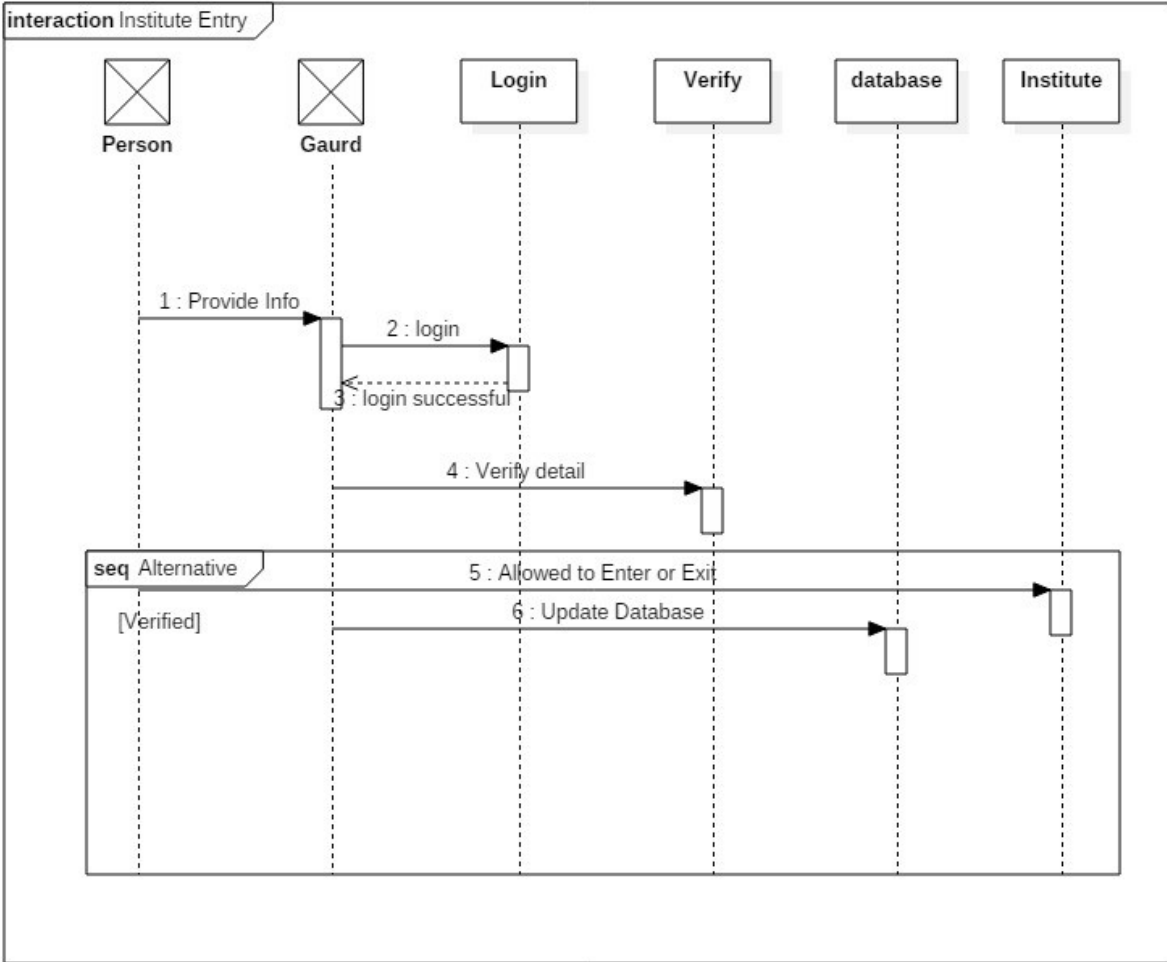 interaction Institute Entry
Login
Verify
database
Institute
Person
Gaurd
1 : Provide Info
2 : login
3 : login successful
4 : Verify detail
seq Alternative
5 : Allowed to Enter or Exit
6 : Update Database
[Verified]